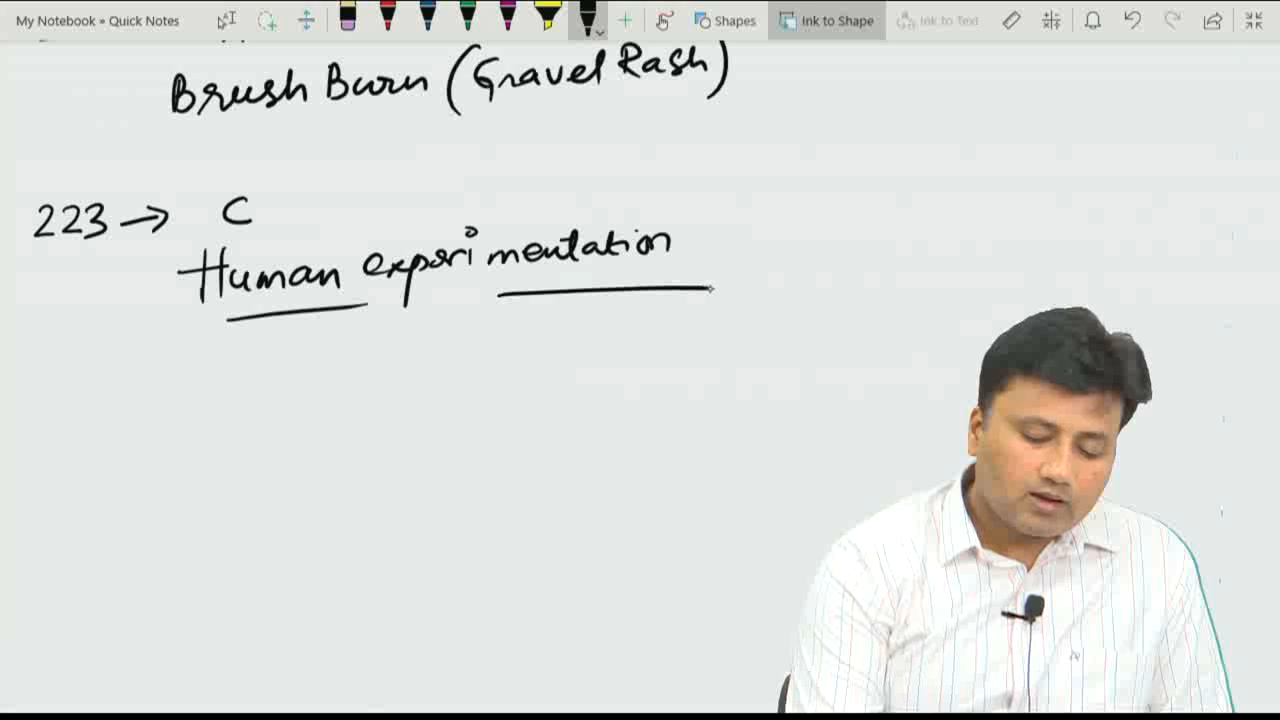 My Notebook » Quick Notes Shapes Ink to Shape Ink to Text
Brush Burn (Gravel Rash)
223 → C
Human experimentation